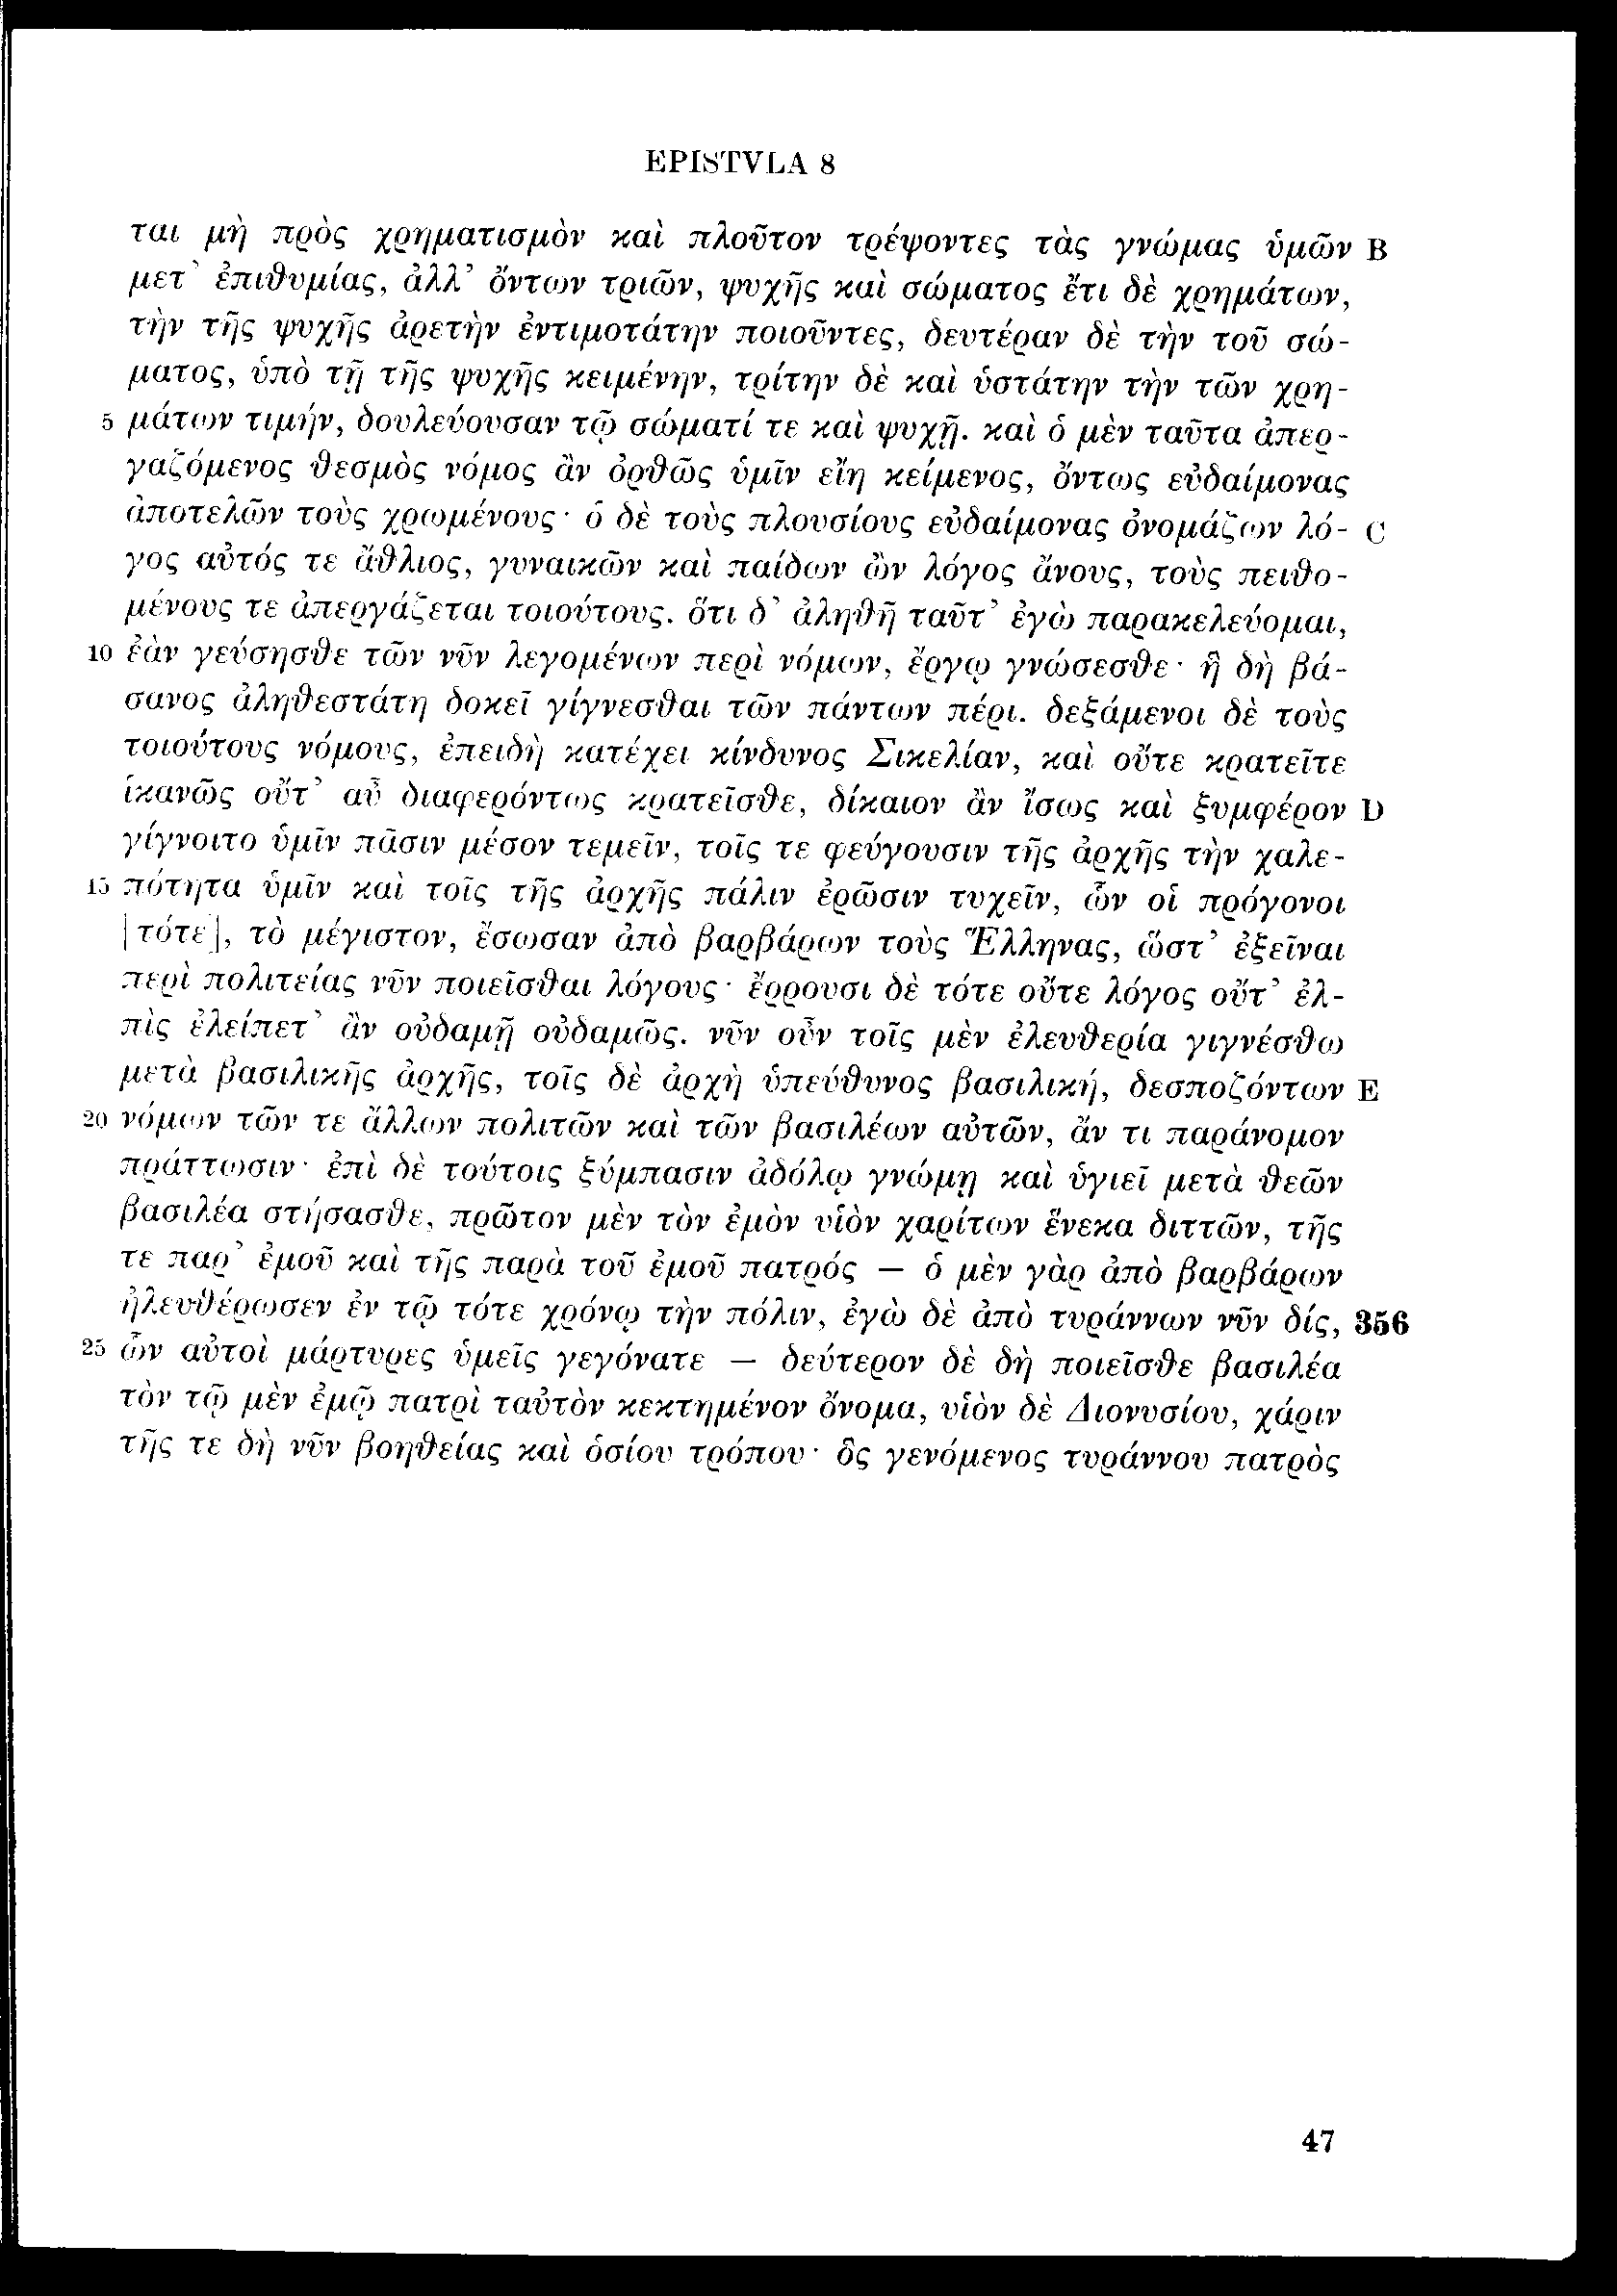 EPISTVLA 8
ται μὴ πρὸς χρηματισμὸν καὶ πλοῦτον τρέψοντες τὰς γνώμας ὑμῶν B
μετ’ ἐπιθυμίας, ἀλλ’ ὄντων τριῶν, ψυχῆς καὶ σώματος ἔτι δὲ χρημάτων,
τὴν τῆς ψυχῆς ἀρετὴν ἐντιμοτάτην ποιοῦντες, δευτέραν δὲ τὴν τοῦ σώ-
ματος, ὑπὸ τῇ τῆς ψυχῆς κειμένην, τρίτην δὲ καὶ ὑστάτην τὴν τῶν χρη-
5 μάτων τιμήν, δουλεύουσαν τῷ σώματί τε καὶ ψυχῇ. καὶ ὁ μὲν ταῦτα ἀπερ-
γαζόμενος θεσμὸς νόμος ἂν ὀρθῶς ὑμῖν εἴη κείμενος, ὄντως εὐδαίμονας
ἀποτελῶν τοὺς χρωμένους· ὁ δὲ τοὺς πλουσίους εὐδαίμονας ὀνομάζων λό- C
γος αὐτός τε ἄθλιος, γυναικῶν καὶ παίδων ὢν λόγος ἄνους, τοὺς πειθο-
μένους τε ἀπεργάζεται τοιούτους. ὅτι δ’ ἀληθῆ ταῦτ’ ἐγὼ παρακελεύομαι,
10 ἐὰν γεύσησθε τῶν νῦν λεγομένων περὶ νόμων, ἔργῳ γνώσεσθε· ἣ δὴ βά-
σανος ἀληθεστάτη δοκεῖ γίγνεσθαι τῶν πάντων πέρι. δεξάμενοι δὲ τοὺς
τοιούτους νόμους, ἐπειδὴ κατέχει κίνδυνος Σικελίαν, καὶ οὔτε κρατεῖτε
ἱκανῶς οὔτ’ αὖ διαφερόντως κρατεῖσθε, δίκαιον ἂν ἴσως καὶ ξυμφέρον D
γίγνοιτο ὑμῖν πᾶσιν μέσον τεμεῖν, τοῖς τε φεύγουσιν τῆς ἀρχῆς τὴν χαλε-
15 πότητα ὑμῖν καὶ τοῖς τῆς ἀρχῆς πάλιν ἐρῶσιν τυχεῖν, ὧν οἱ πρόγονοι
[τότε], τὸ μέγιστον, ἔσωσαν ἀπὸ βαρβάρων τοὺς Ἕλληνας, ὥστ’ ἐξεῖναι
περὶ πολιτείας νῦν ποιεῖσθαι λόγους· ἔρρουσι δὲ τότε οὔτε λόγος οὔτ’ ἐλ-
πὶς ἐλείπετ’ ἂν οὐδαμῇ οὐδαμῶς. νῦν οὖν τοῖς μὲν ἐλευθερία γιγνέσθω
μετὰ βασιλικῆς ἀρχῆς, τοῖς δὲ ἀρχὴ ὑπεύθυνος βασιλική, δεσποζόντων E
20 νόμων τῶν τε ἄλλων πολιτῶν καὶ τῶν βασιλέων αὐτῶν, ἄν τι παράνομον
πράττωσιν· ἐπὶ δὲ τούτοις ξύμπασιν ἀδόλῳ γνώμῃ καὶ ὑγιεῖ μετὰ θεῶν
βασιλέα στήσασθε, πρῶτον μὲν τὸν ἐμὸν υἱὸν χαρίτων ἕνεκα διττῶν, τῆς
τε παρ’ ἐμοῦ καὶ τῆς παρὰ τοῦ ἐμοῦ πατρός — ὁ μὲν γὰρ ἀπὸ βαρβάρων
ἠλευθέρωσεν ἐν τῷ τότε χρόνῳ τὴν πόλιν, ἐγὼ δὲ ἀπὸ τυράννων νῦν δίς, 356
25 ὧν αὐτοὶ μάρτυρες ὑμεῖς γεγόνατε — δεύτερον δὲ δὴ ποιεῖσθε βασιλέα
τὸν τῷ μὲν ἐμῷ πατρὶ ταὐτὸν κεκτημένον ὄνομα, υἱὸν δὲ Διονυσίου, χάριν
τῆς τε δὴ νῦν βοηθείας καὶ ὁσίου τρόπου· ὃς γενόμενος τυράννου πατρὸς
47